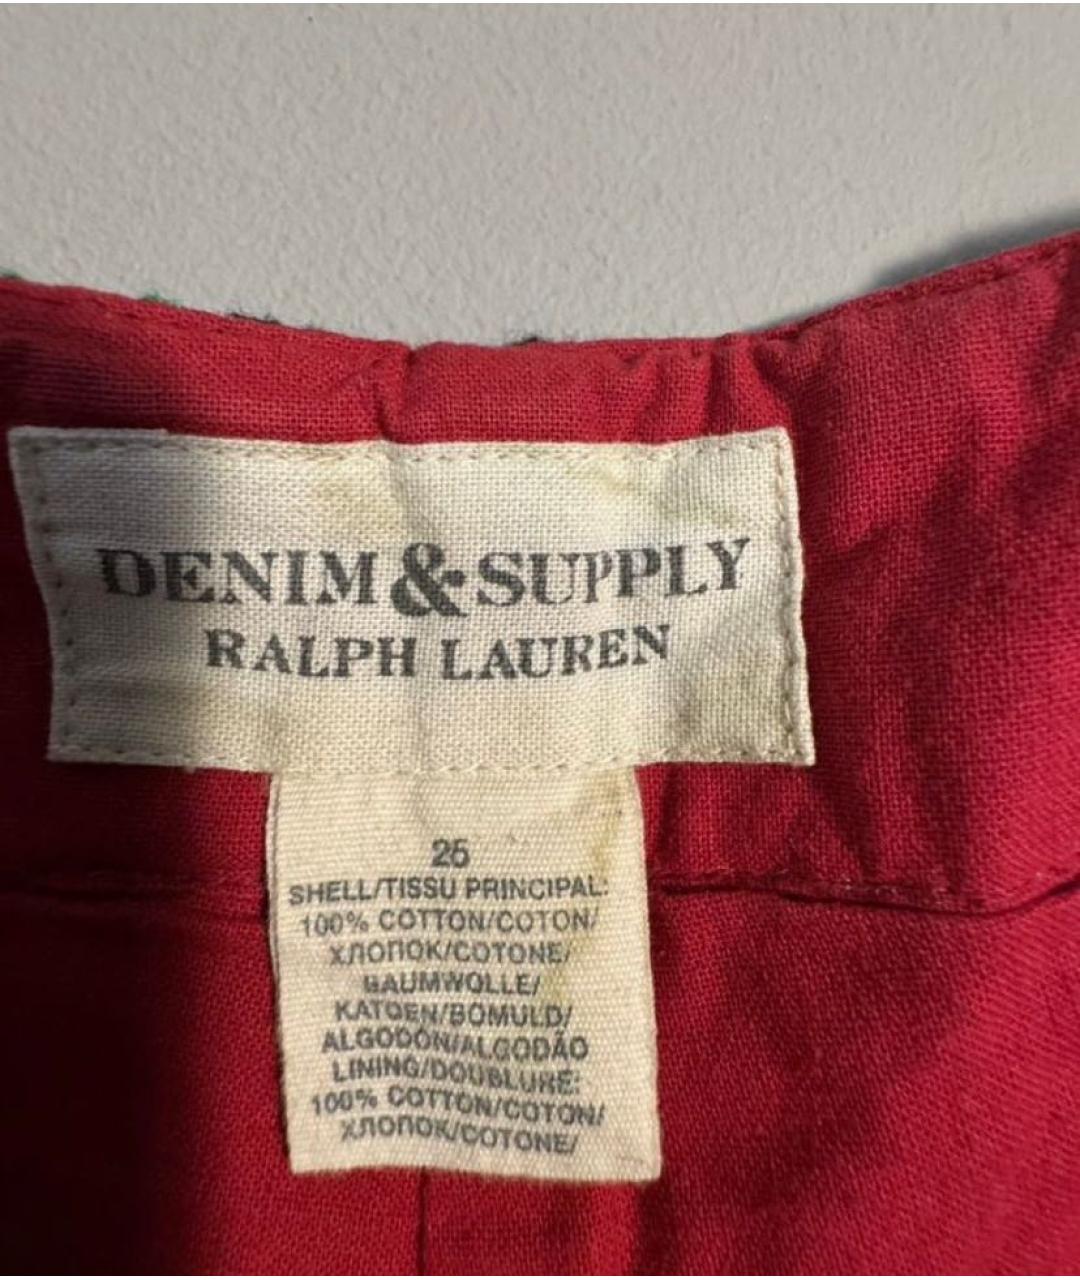 DENIM & SUPPLY
RALPH LAUREN
25
SHELL/TISSU PRINCIPAL:
100% COTTON/COTON/
ХЛОПОК/COTONE/
BAUMWOLLE/
KATOEN/BOMULD/
ALGODÓN/ALGODÃO
LINING/DOUBLURE:
100% COTTON/COTON/
ХЛОПОК/COTONE/